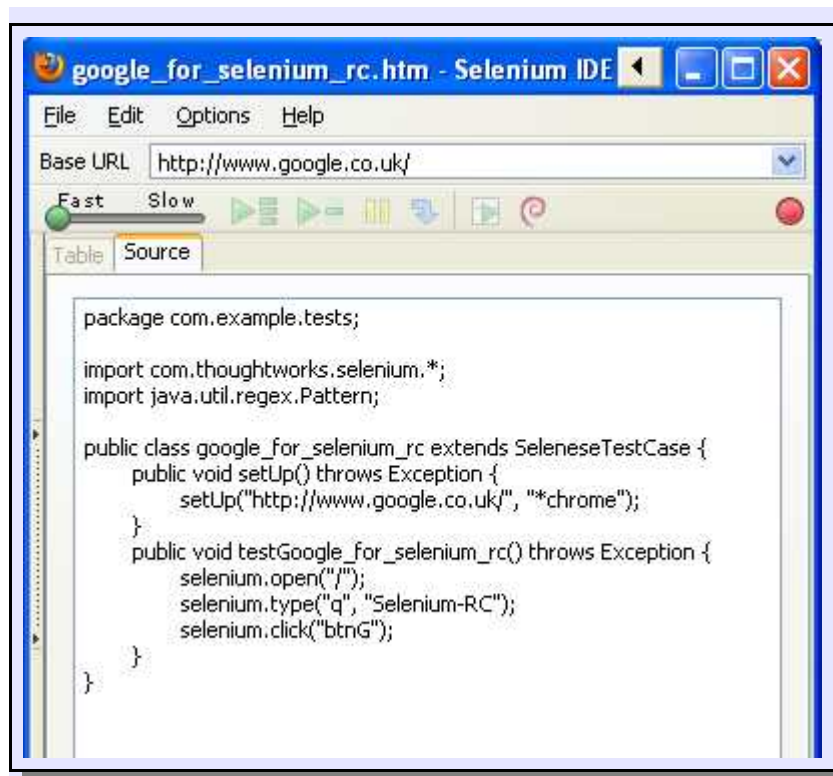 google_for_selenium_rc.htm - Selenium IDE
File Edit Options Help
Base URL http://www.google.co.uk/
Fast Slow
Table Source
package com.example.tests;
import com.thoughtworks.selenium.*;
import java.util.regex.Pattern;
public class google_for_selenium_rc extends SeleneseTestCase {
public void setUp() throws Exception {
setUp("http://www.google.co.uk/", "*chrome");
}
public void testGoogle_for_selenium_rc() throws Exception {
selenium.open("/");
selenium.type("q", "Selenium-RC");
selenium.click("btnG");
}
}